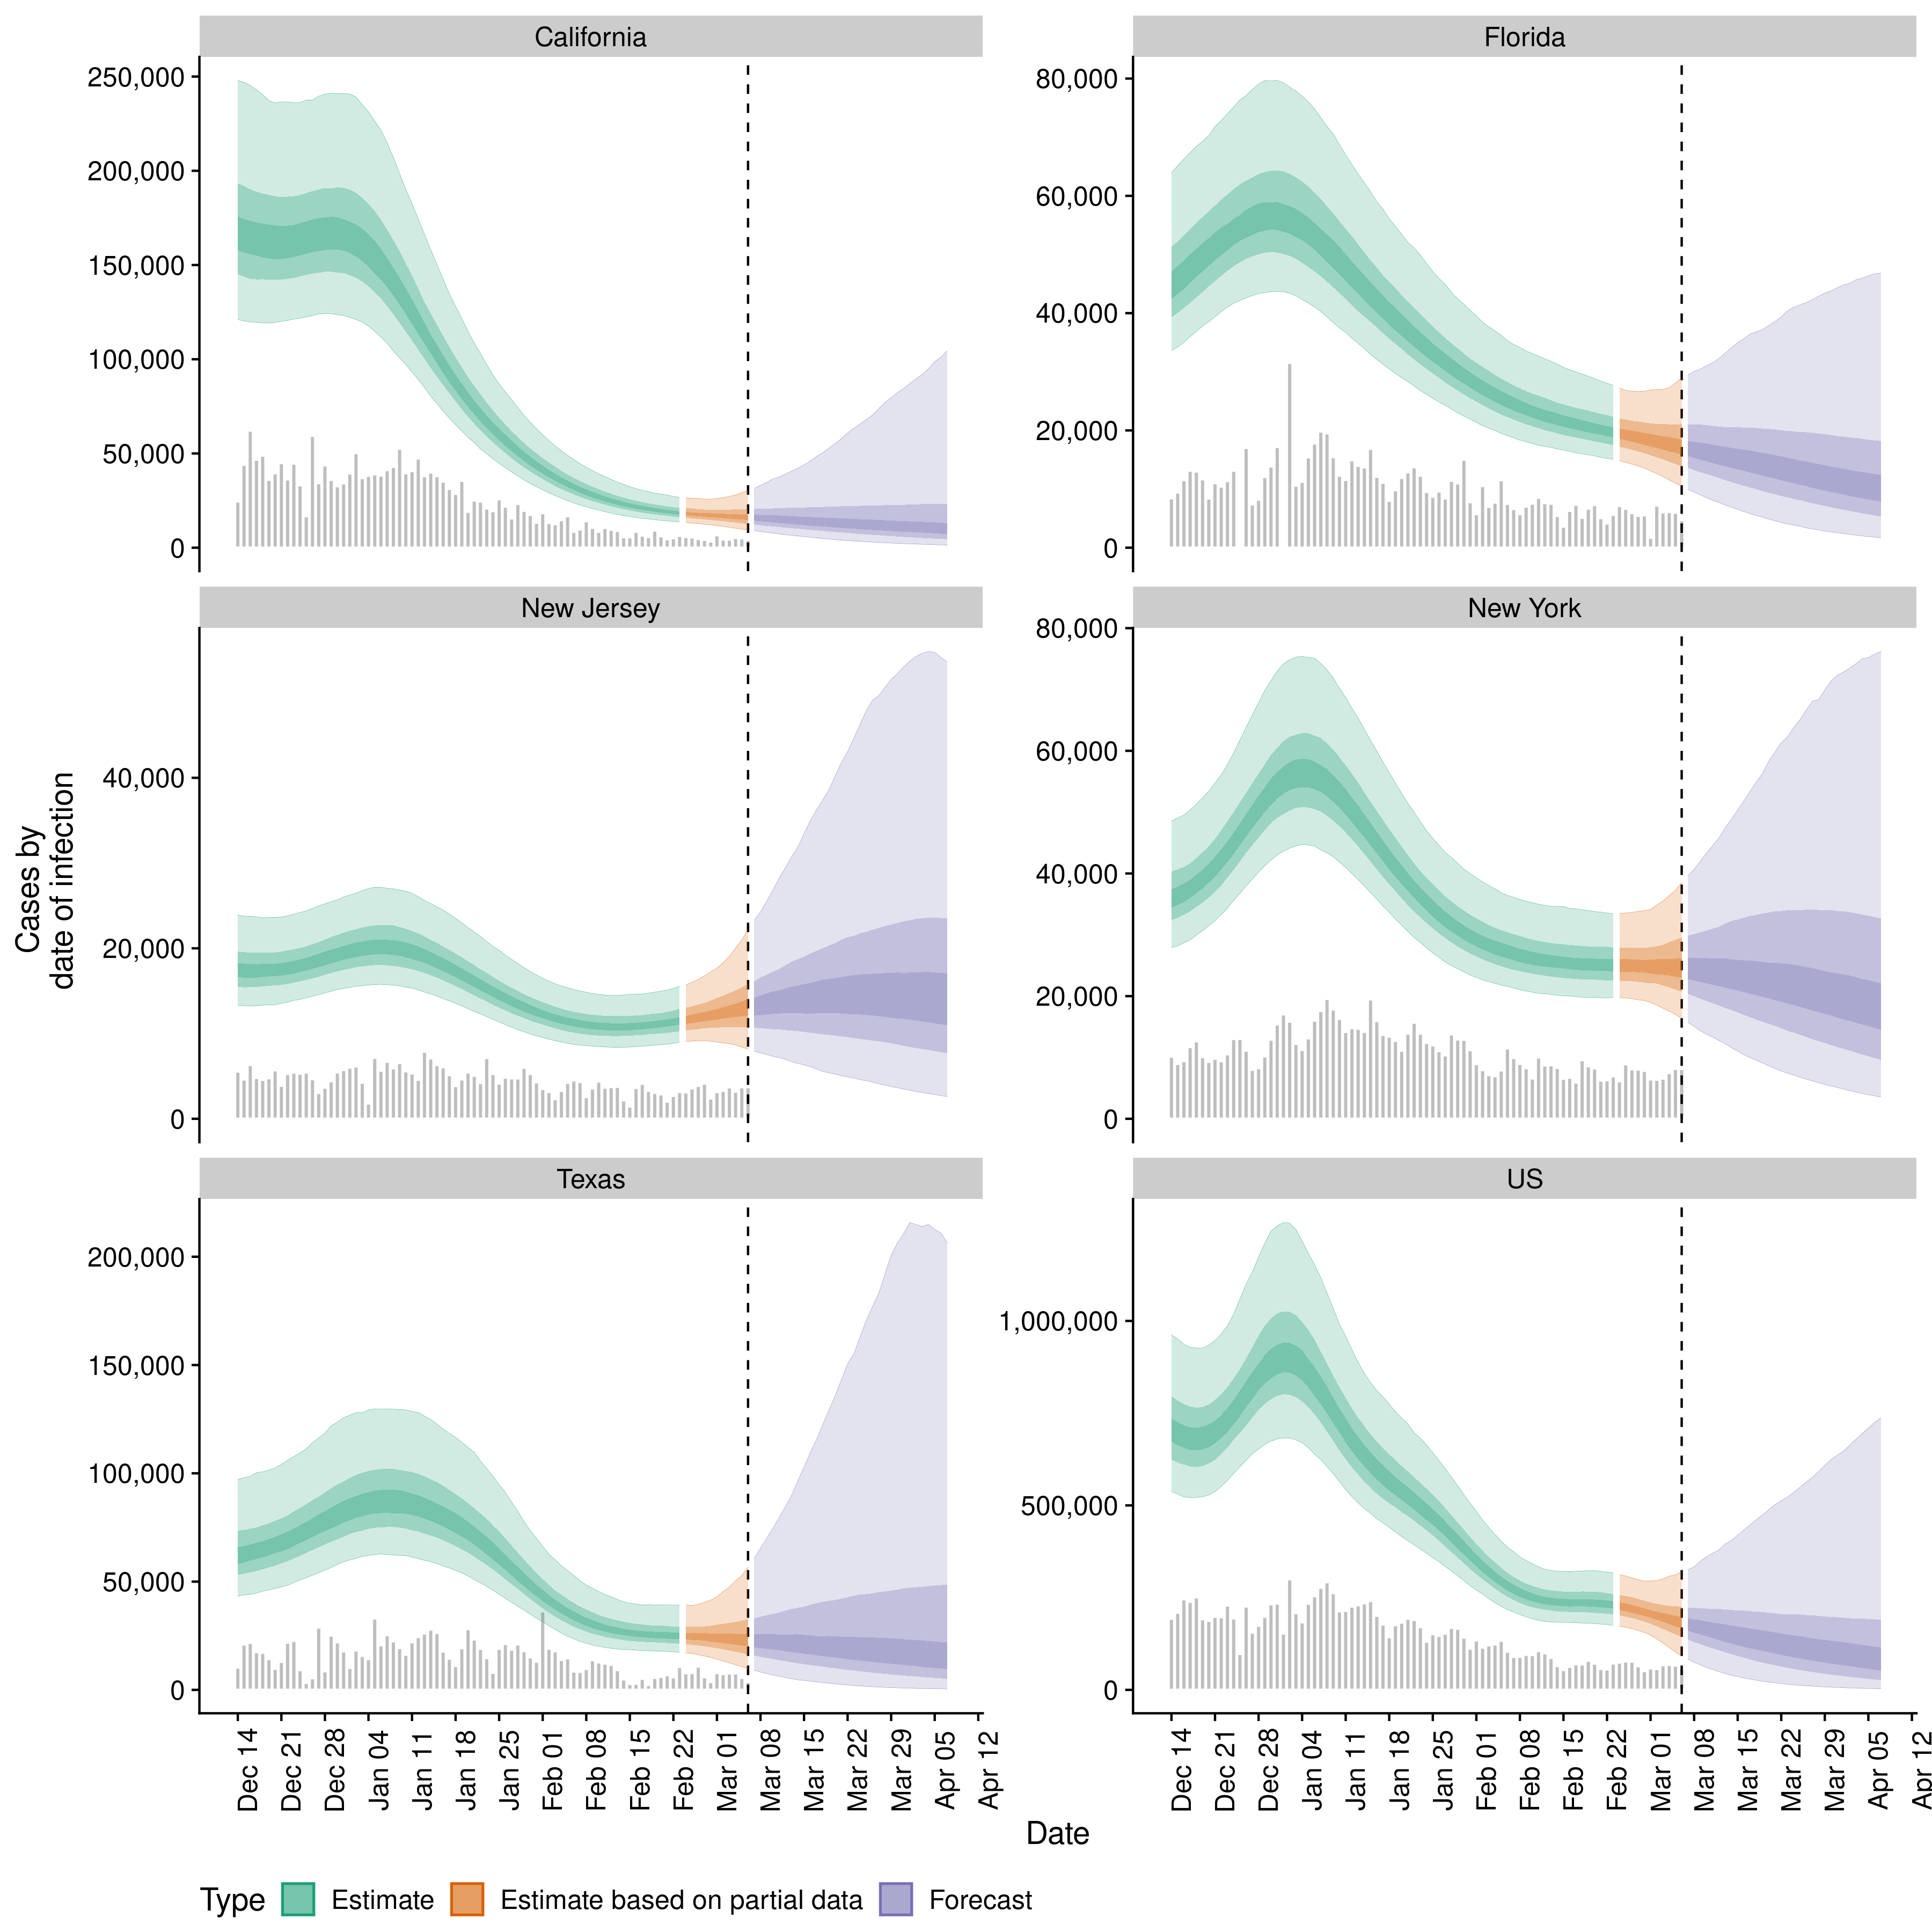 California
Florida
250,000
200,000
150,000
100,000
50,000
0
80,000
60,000
40,000
20,000
0
New Jersey
New York
40,000
20,000
0
80,000
60,000
40,000
20,000
0
Cases by
date of infection
Texas
US
200,000
150,000
100,000
50,000
0
1,000,000
500,000
0
Dec 14
Dec 21
Dec 28
Jan 04
Jan 11
Jan 18
Jan 25
Feb 01
Feb 08
Feb 15
Feb 22
Mar 01
Mar 08
Mar 15
Mar 22
Mar 29
Apr 05
Apr 12
Dec 14
Dec 21
Dec 28
Jan 04
Jan 11
Jan 18
Jan 25
Feb 01
Feb 08
Feb 15
Feb 22
Mar 01
Mar 08
Mar 15
Mar 22
Mar 29
Apr 05
Apr 12
Date
Type Estimate Estimate based on partial data Forecast